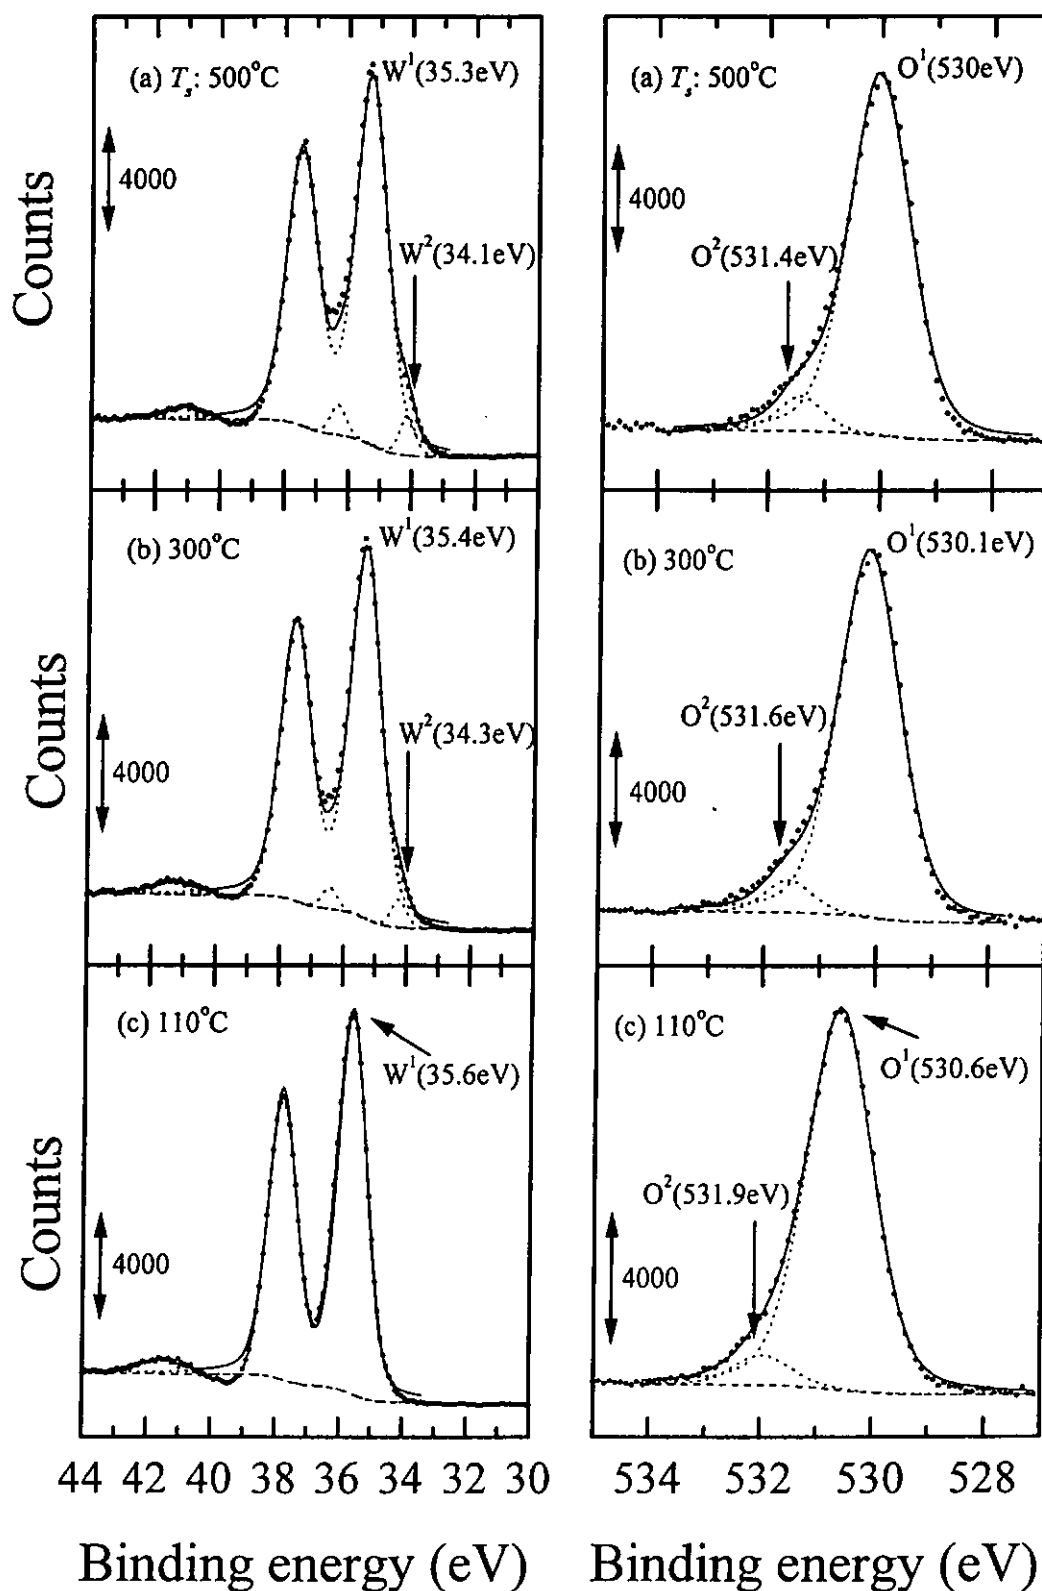 (a) Tₛ: 500°C
W¹(35.3eV)
4000
W²(34.1eV)
Counts
(b) 300°C
W¹(35.4eV)
W²(34.3eV)
4000
Counts
(c) 110°C
W¹(35.6eV)
4000
Counts
44 40 38 36 34 32 30
Binding energy (eV)
(a) Tₛ: 500°C
O¹(530eV)
4000
O²(531.4eV)
(b) 300°C
O¹(530.1eV)
O²(531.6eV)
4000
(c) 110°C
O¹(530.6eV)
O²(531.9eV)
4000
534 532 530 528
Binding energy (eV)